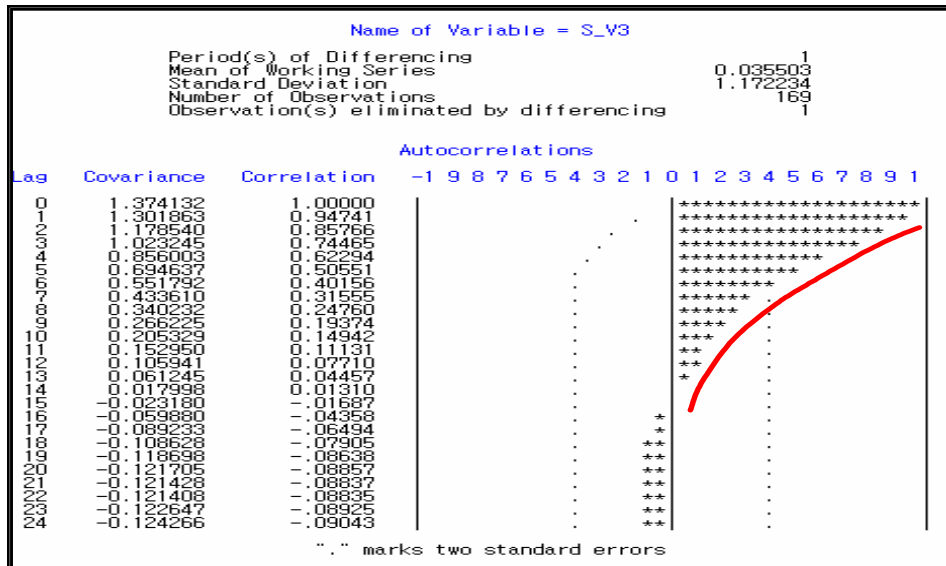 Name of Variable = S_V3
Period(s) of Differencing 1
Mean of Working Series 0.035503
Standard Deviation 1.172234
Number of Observations 169
Observation(s) eliminated by differencing 1
Autocorrelations
Lag Covariance Correlation -1 9 8 7 6 5 4 3 2 1 0 1 2 3 4 5 6 7 8 9 1
0 1.374132 1.00000 | |********************|
1 1.301863 0.94741 | . |******************* |
2 1.178540 0.85766 | . |***************** |
3 1.023245 0.74465 | . |*************** |
4 0.856003 0.62294 | . |************ |
5 0.694637 0.50551 | . |********** |
6 0.551792 0.40156 | . |******** |
7 0.433610 0.31555 | . |****** . |
8 0.340232 0.24760 | . |***** . |
9 0.266225 0.19374 | . |**** . |
10 0.205329 0.14942 | . |*** . |
11 0.152950 0.11131 | . |** . |
12 0.105941 0.07710 | . |** . |
13 0.061245 0.04457 | . |* . |
14 0.017998 0.01310 | . | . |
15 -0.023180 -.01687 | . | . |
16 -0.059880 -.04358 | . *| . |
17 -0.089233 -.06494 | . *| . |
18 -0.108628 -.07905 | . **| . |
19 -0.118698 -.08638 | . **| . |
20 -0.121705 -.08857 | . **| . |
21 -0.121428 -.08837 | . **| . |
22 -0.121408 -.08835 | . **| . |
23 -0.122647 -.08925 | . **| . |
24 -0.124266 -.09043 | . **| . |
"." marks two standard errors